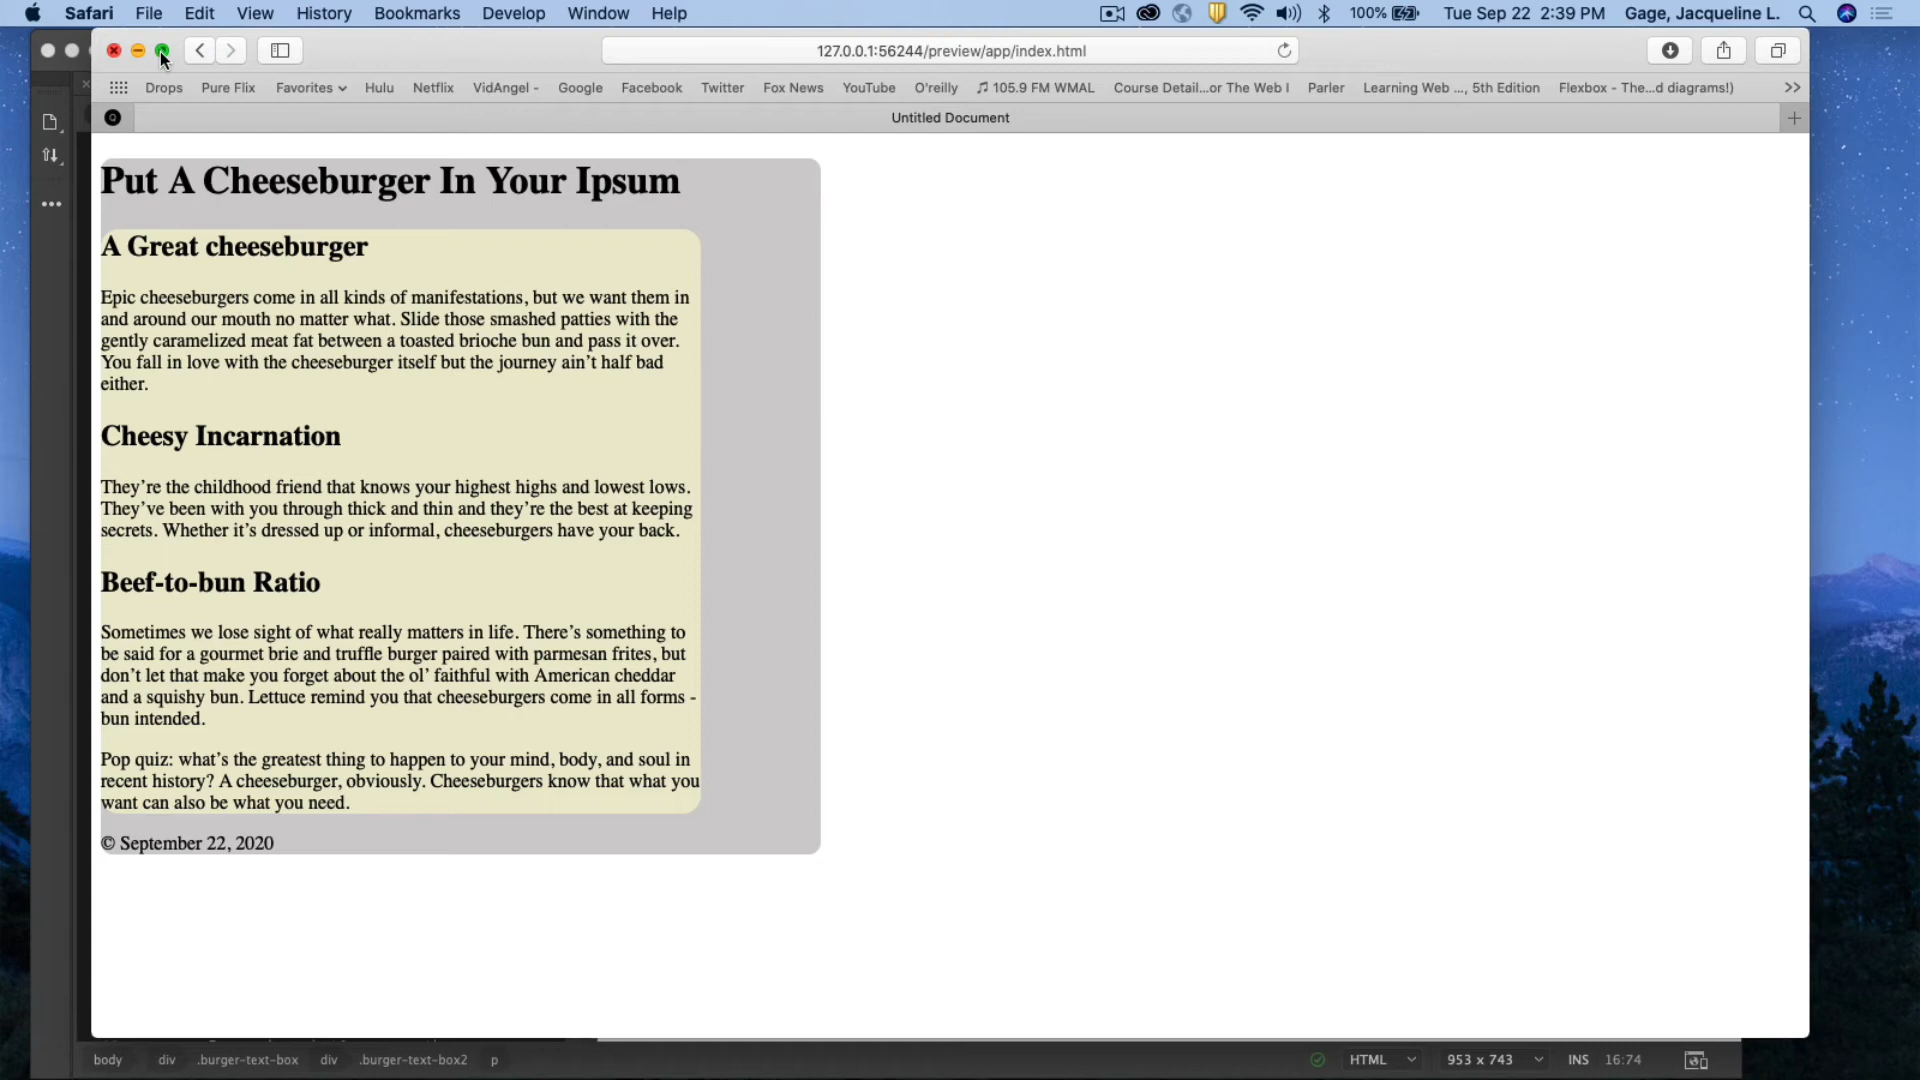 Safari File Edit View History Bookmarks Develop Window Help 100% Tue Sep 22 2:39 PM Gage, Jacqueline L.
127.0.0.1:56244/preview/app/index.html
Drops Pure Flix Favorites Hulu Netflix VidAngel - Google Facebook Twitter Fox News YouTube O'reilly 105.9 FM WMAL Course Detail...or The Web I Parler Learning Web ..., 5th Edition Flexbox - The...d diagrams!)
Untitled Document
Put A Cheeseburger In Your Ipsum
A Great cheeseburger
Epic cheeseburgers come in all kinds of manifestations, but we want them in
and around our mouth no matter what. Slide those smashed patties with the
gently caramelized meat fat between a toasted brioche bun and pass it over.
You fall in love with the cheeseburger itself but the journey ain’t half bad
either.
Cheesy Incarnation
They’re the childhood friend that knows your highest highs and lowest lows.
They’ve been with you through thick and thin and they’re the best at keeping
secrets. Whether it’s dressed up or informal, cheeseburgers have your back.
Beef-to-bun Ratio
Sometimes we lose sight of what really matters in life. There’s something to
be said for a gourmet brie and truffle burger paired with parmesan frites, but
don’t let that make you forget about the ol’ faithful with American cheddar
and a squishy bun. Lettuce remind you that cheeseburgers come in all forms -
bun intended.
Pop quiz: what’s the greatest thing to happen to your mind, body, and soul in
recent history? A cheeseburger, obviously. Cheeseburgers know that what you
want can also be what you need.
© September 22, 2020
body div .burger-text-box div .burger-text-box2 p HTML 953 x 743 INS 16:74